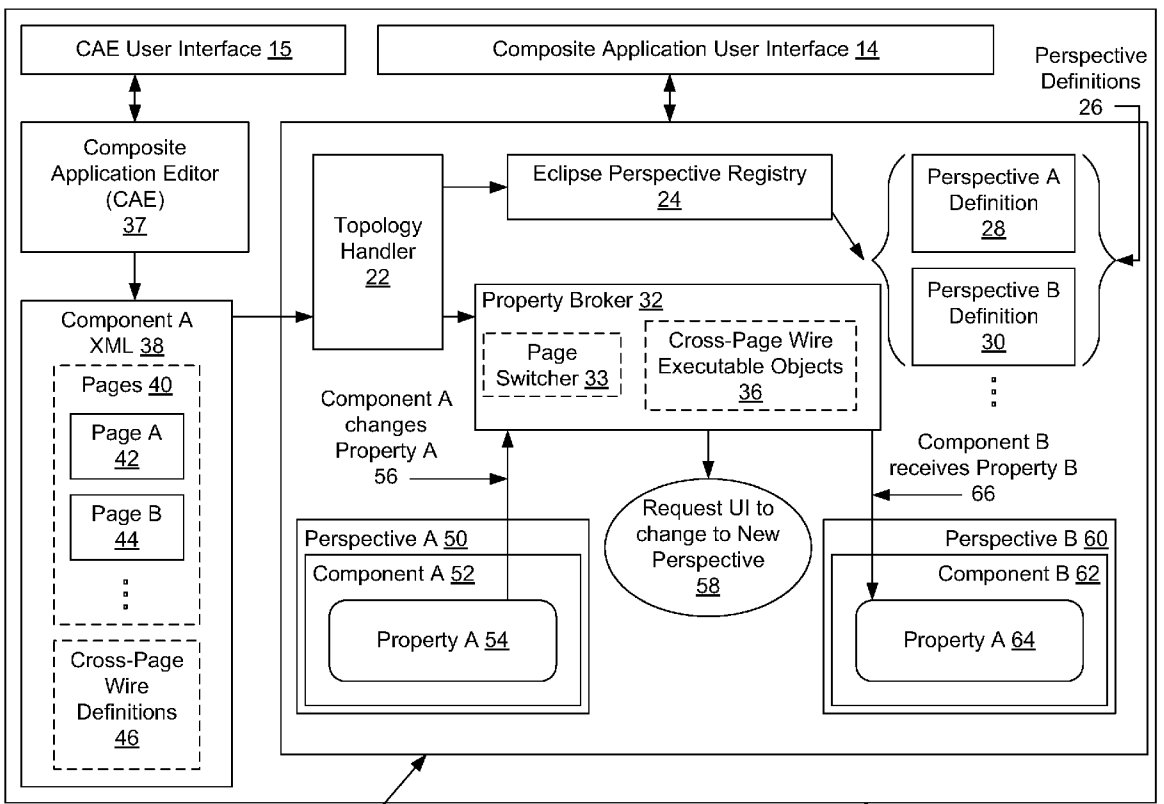 CAE User Interface 15
Composite Application User Interface 14
Perspective
Definitions
26
Composite
Application Editor
(CAE)
37
Topology
Handler
22
Eclipse Perspective Registry
24
Perspective A
Definition
28
Perspective B
Definition
30
Component A
XML 38
Pages 40
Page A
42
Page B
44
Cross-Page
Wire
Definitions
46
Property Broker 32
Page
Switcher 33
Cross-Page Wire
Executable Objects
36
Component A
changes
Property A
56
Component B
receives Property B
66
Request UI to
change to New
Perspective
58
Perspective A 50
Component A 52
Property A 54
Perspective B 60
Component B 62
Property A 64